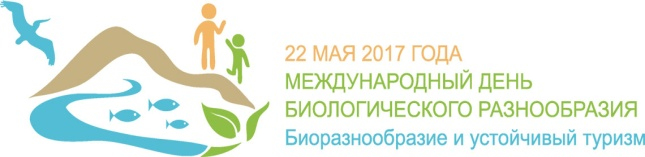 22 МАЯ 2017 ГОДА
МЕЖДУНАРОДНЫЙ ДЕНЬ
БИОЛОГИЧЕСКОГО РАЗНООБРАЗИЯ
Биоразнообразие и устойчивый туризм